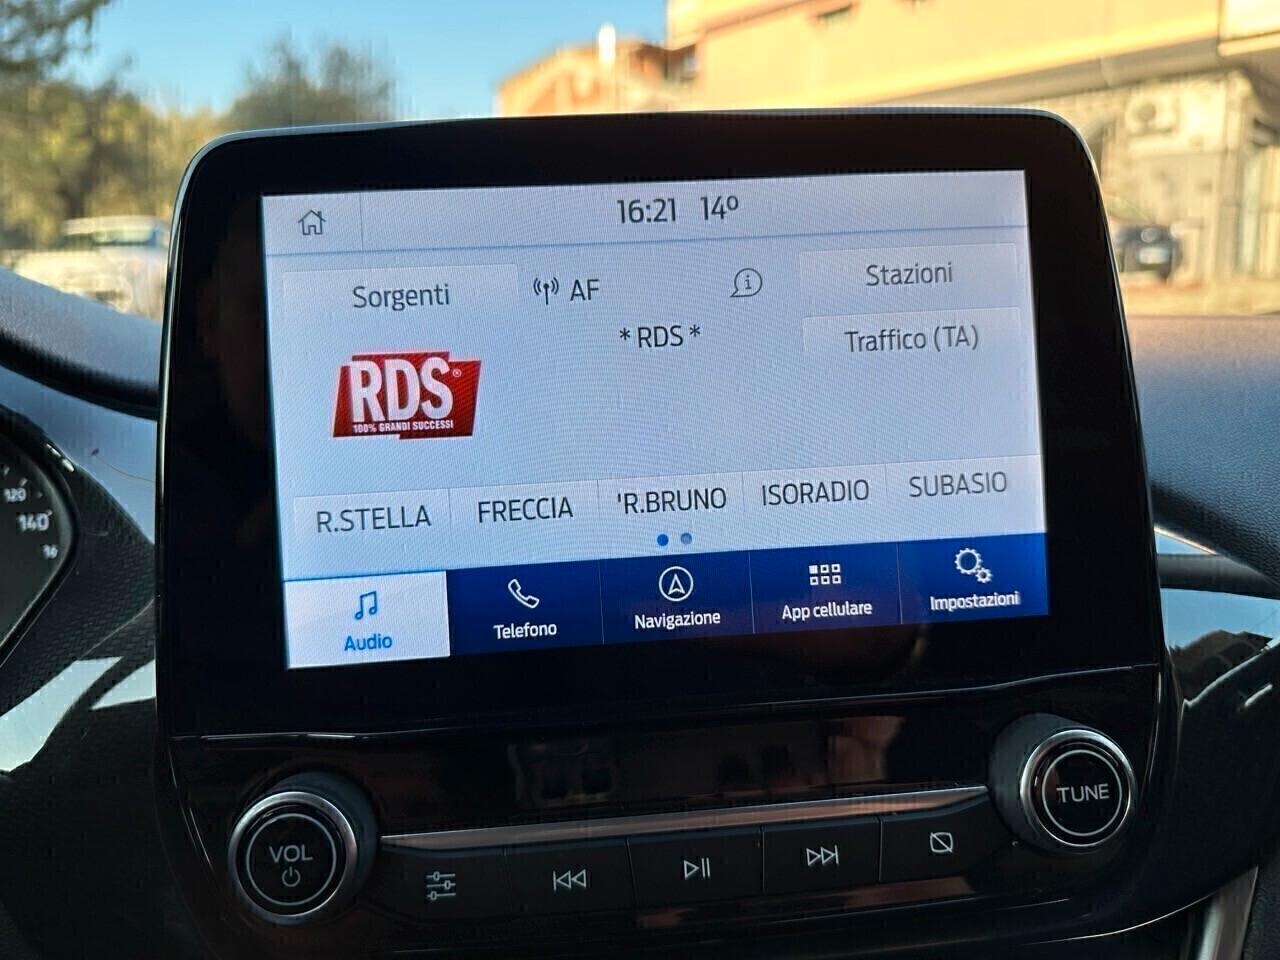 16:21 14°
Sorgenti
AF
Stazioni
*RDS*
Traffico (TA)
RDS®
100% GRANDI SUCCESSI
R.STELLA
FRECCIA
'R.BRUNO
ISORADIO
SUBASIO
Audio
Telefono
Navigazione
App cellulare
Impostazioni
120
140
VOL
TUNE